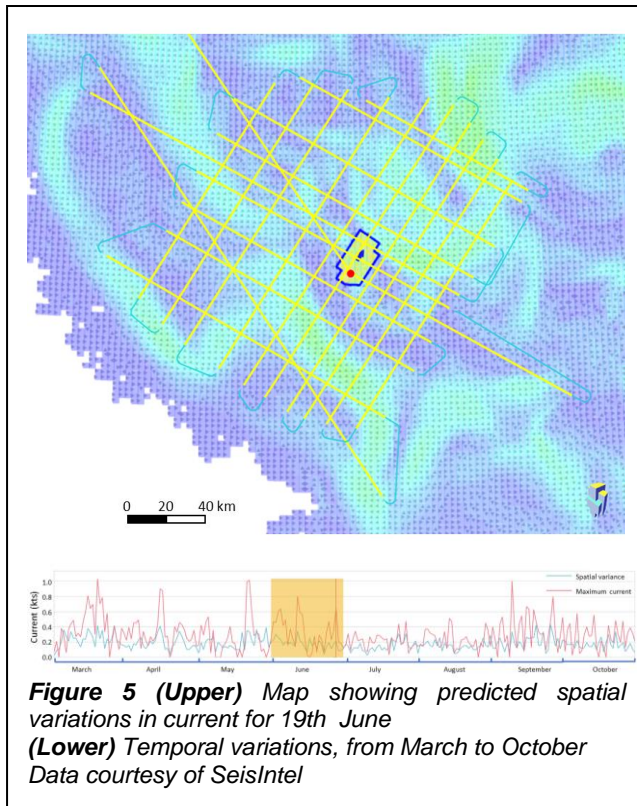 0 20 40 km
Spatial variance
Maximum current
Current (kts)
1.0
0.8
0.6
0.4
0.2
0.0
March April May June July August September October
Figure 5 (Upper) Map showing predicted spatial
variations in current for 19th June
(Lower) Temporal variations, from March to October
Data courtesy of SeisIntel